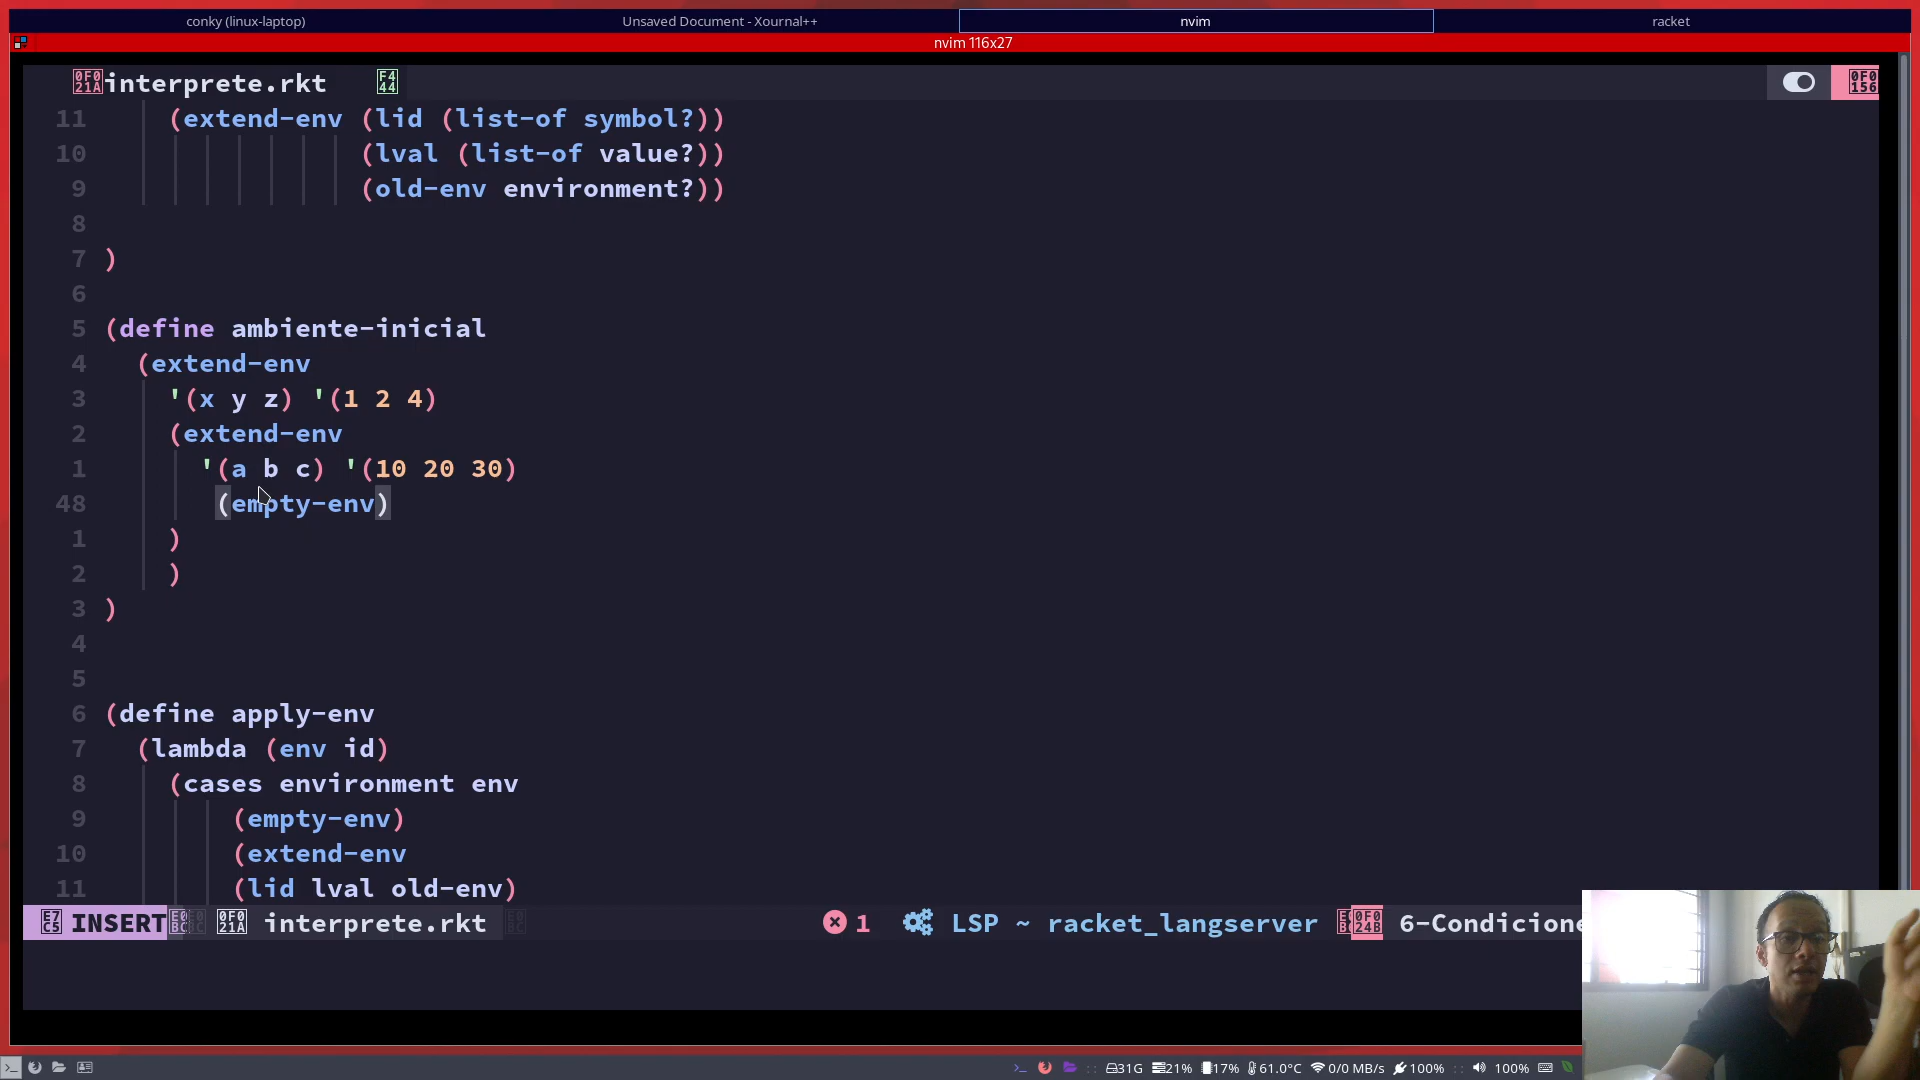 conky (linux-laptop) Unsaved Document - Xournal++ nvim racket
nvim 116x27
interprete.rkt
11 (extend-env (lid (list-of symbol?))
10 (lval (list-of value?))
9 (old-env environment?))
8
7 )
6
5 (define ambiente-inicial
4 (extend-env
3 '(x y z) '(1 2 4)
2 (extend-env
1 '(a b c) '(10 20 30)
48 (empty-env)
1 )
2 )
3 )
4
5
6 (define apply-env
7 (lambda (env id)
8 (cases environment env
9 (empty-env)
10 (extend-env
11 (lid lval old-env)
INSERT interprete.rkt 1 LSP ~ racket_langserver 6-Condicione
31G 21% 17% 61.0°C 0/0 MB/s 100% 100%